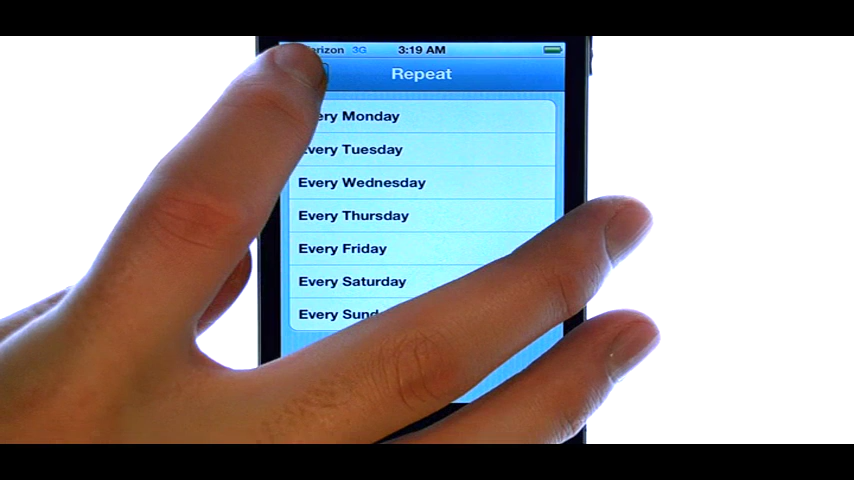 3G 3:19 AM
Repeat
Monday
Every Tuesday
Every Wednesday
Every Thursday
Every Friday
Every Saturday
Every